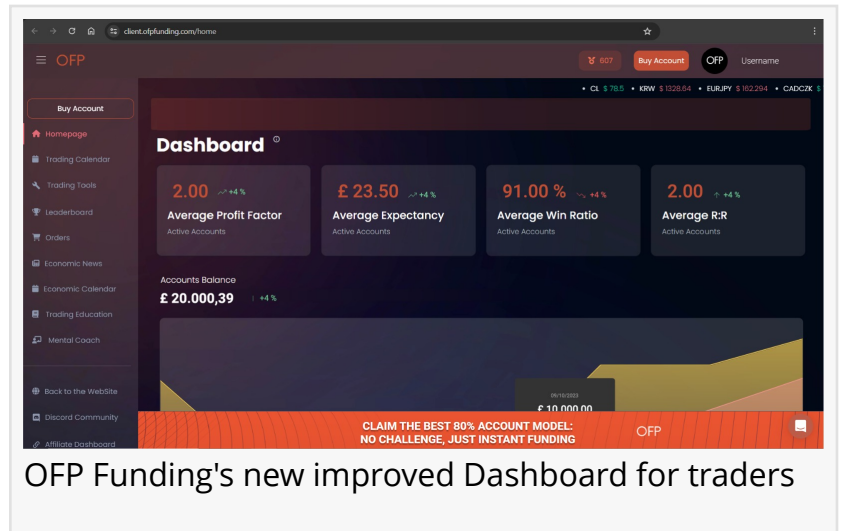 client.ofpfunding.com/home
OFP
607
Buy Account
OFP
Username
• CL $ 78.5 • KRW $ 1328.64 • EURJPY $ 162.294 • CADCZK $
Buy Account
Homepage
Trading Calendar
Trading Tools
Leaderboard
Orders
Economic News
Economic Calendar
Trading Education
Mental Coach
Back to the WebSite
Discord Community
Affiliate Dashboard
Dashboard
2.00 +4 %
Average Profit Factor
Active Accounts
£ 23.50 +4 %
Average Expectancy
Active Accounts
91.00 % +4 %
Average Win Ratio
Active Accounts
2.00 +4 %
Average R:R
Active Accounts
Accounts Balance
£ 20.000,39 +4 %
09/10/2023
£ 10,000.00
CLAIM THE BEST 80% ACCOUNT MODEL:
NO CHALLENGE, JUST INSTANT FUNDING
OFP
OFP Funding's new improved Dashboard for traders